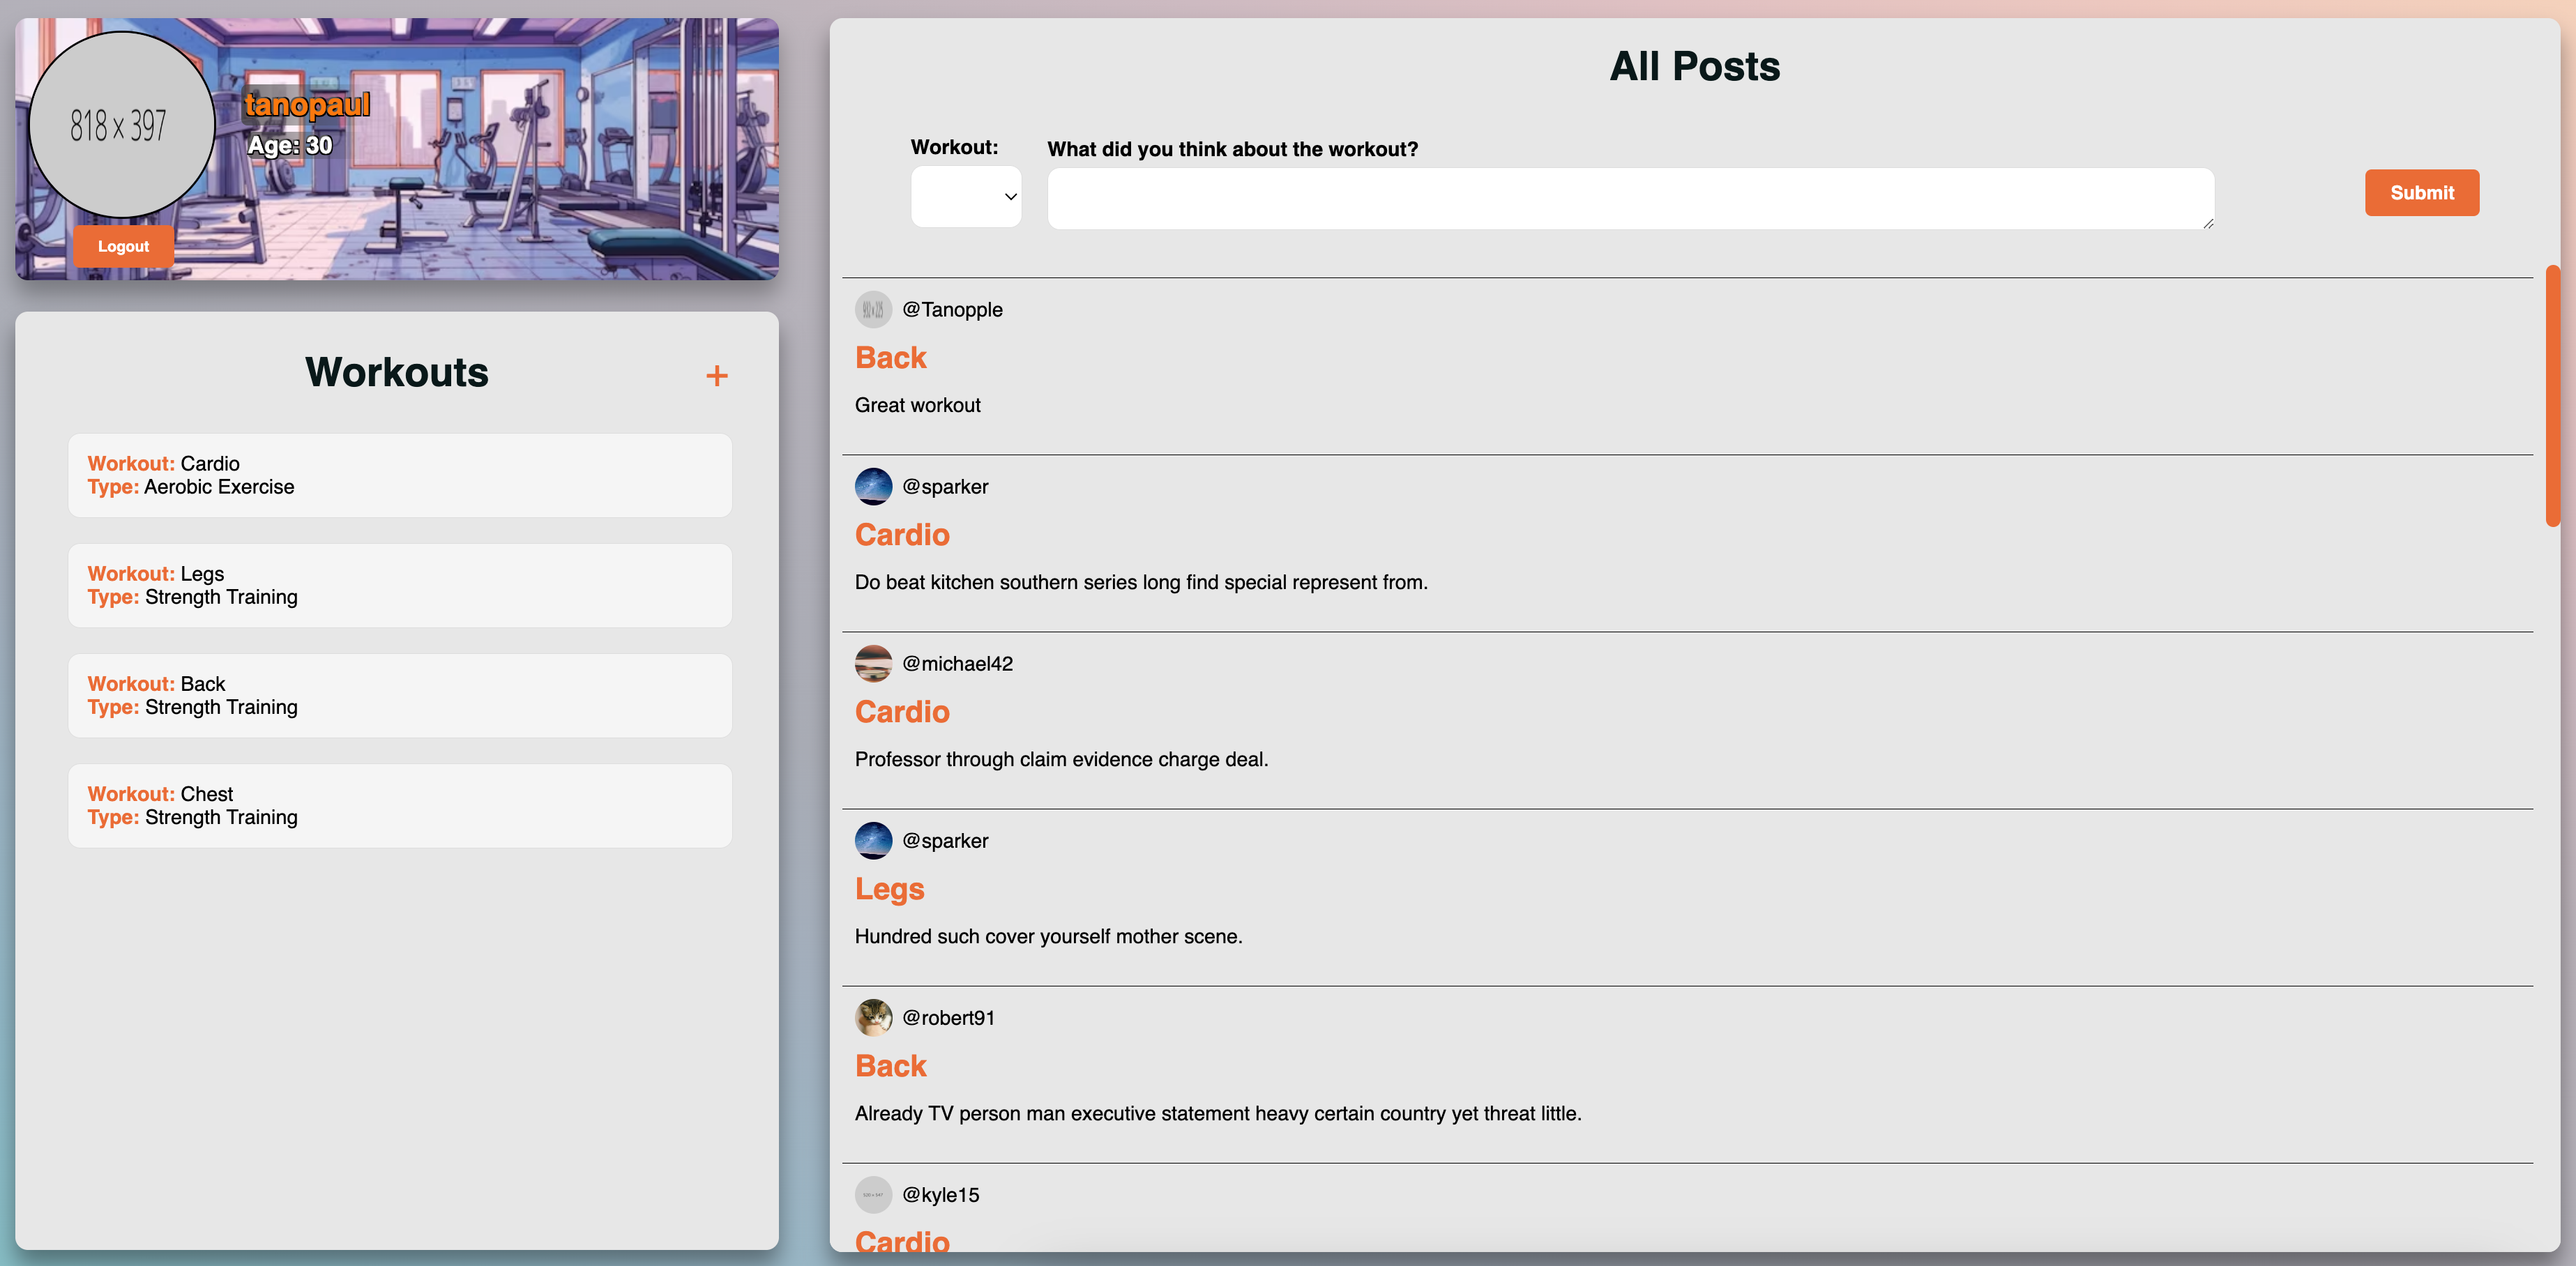 818 × 397
tanopaul
Age: 30
Logout
Workouts
+
Workout: Cardio
Type: Aerobic Exercise
Workout: Legs
Type: Strength Training
Workout: Back
Type: Strength Training
Workout: Chest
Type: Strength Training
All Posts
Workout:
What did you think about the workout?
Submit
@Tanopple
Back
Great workout
@sparker
Cardio
Do beat kitchen southern series long find special represent from.
@michael42
Cardio
Professor through claim evidence charge deal.
@sparker
Legs
Hundred such cover yourself mother scene.
@robert91
Back
Already TV person man executive statement heavy certain country yet threat little.
@kyle15
Cardio